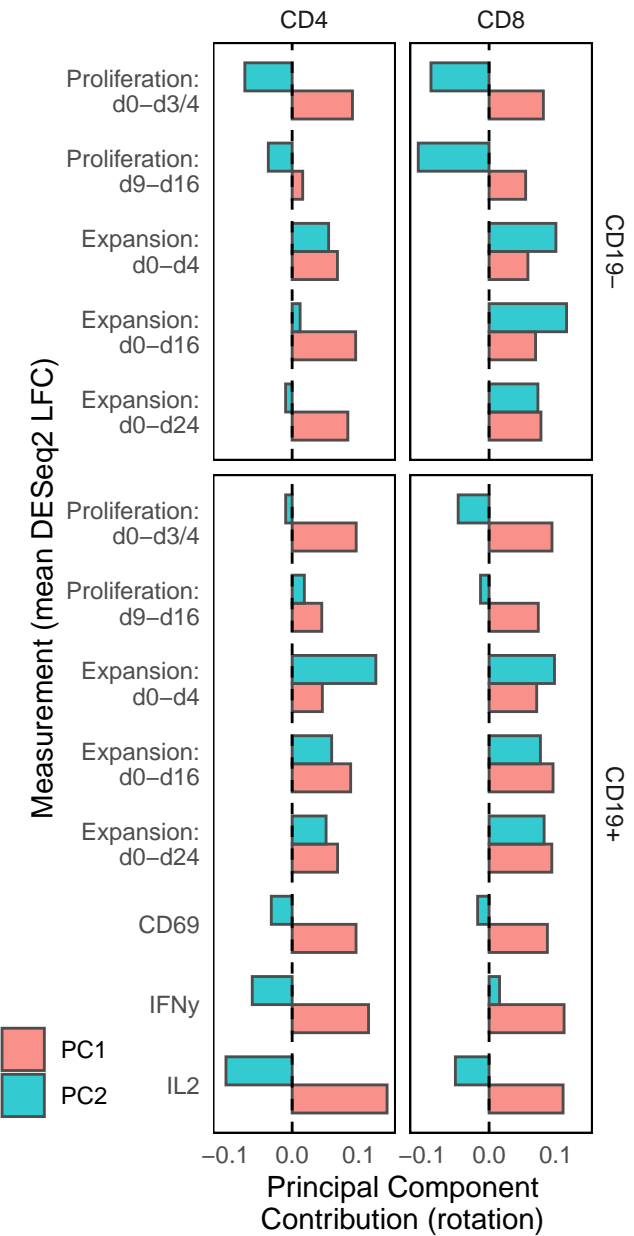 CD4
CD8
Proliferation:
d0–d3/4
Proliferation:
d9–d16
Expansion:
d0–d4
Expansion:
d0–d16
Expansion:
d0–d24
CD19–
Proliferation:
d0–d3/4
Proliferation:
d9–d16
Expansion:
d0–d4
Expansion:
d0–d16
Expansion:
d0–d24
CD69
IFNy
IL2
CD19+
Measurement (mean DESeq2 LFC)
PC1
PC2
–0.1 0.0 0.1 –0.1 0.0 0.1
Principal Component
Contribution (rotation)